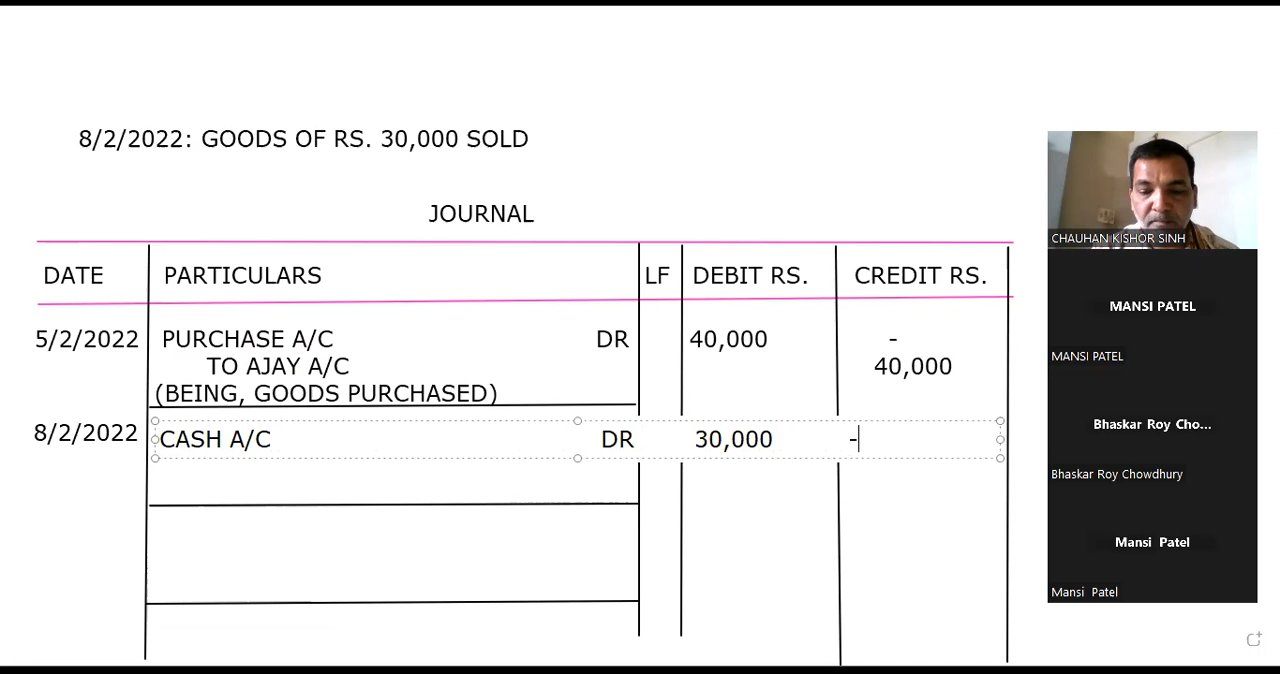 8/2/2022: GOODS OF RS. 30,000 SOLD
JOURNAL
DATE PARTICULARS LF DEBIT RS. CREDIT RS.
5/2/2022 PURCHASE A/C DR 40,000 -
TO AJAY A/C 40,000
(BEING, GOODS PURCHASED)
8/2/2022 CASH A/C DR 30,000 -
CHAUHAN KISHOR SINH
MANSI PATEL
MANSI PATEL
Bhaskar Roy Cho...
Bhaskar Roy Chowdhury
Mansi Patel
Mansi Patel